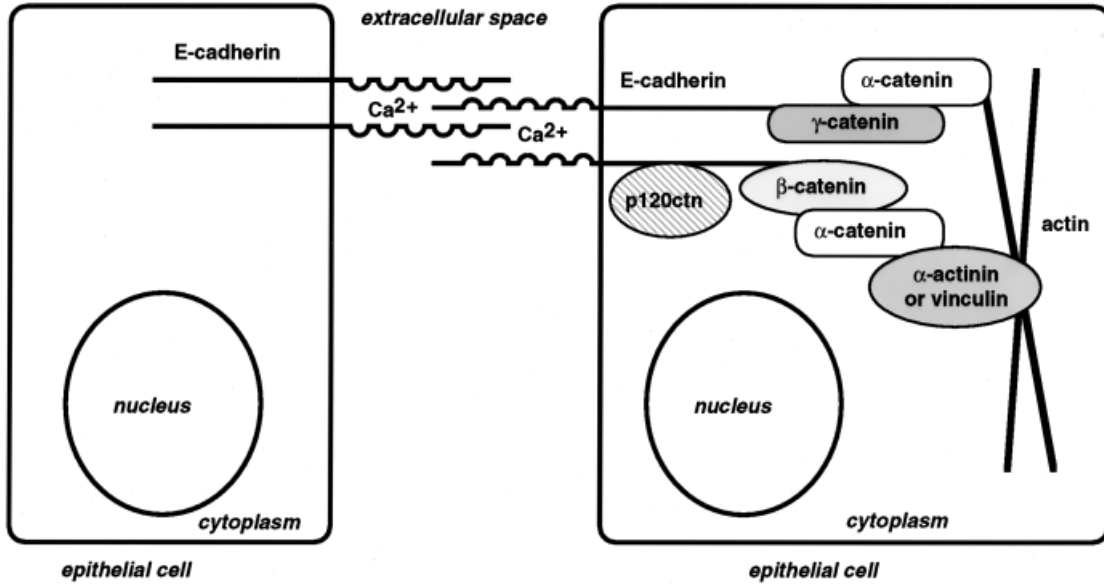 extracellular space
E-cadherin
Ca2+
Ca2+
E-cadherin
α-catenin
γ-catenin
p120ctn
β-catenin
α-catenin
actin
α-actinin
or vinculin
nucleus
nucleus
cytoplasm
cytoplasm
epithelial cell
epithelial cell